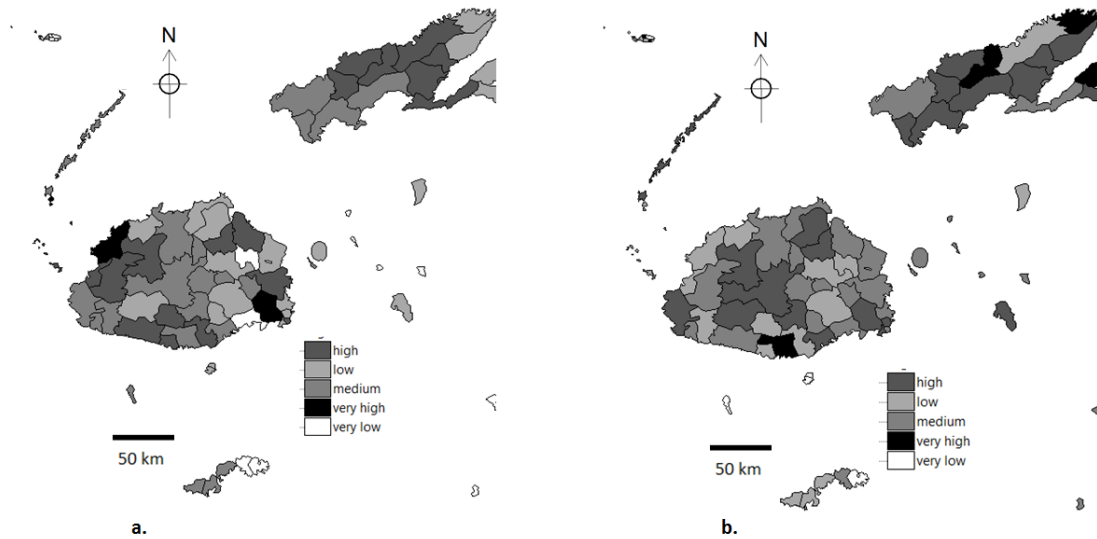 N
high
low
medium
very high
very low
50 km
a.
N
high
low
medium
very high
very low
50 km
b.